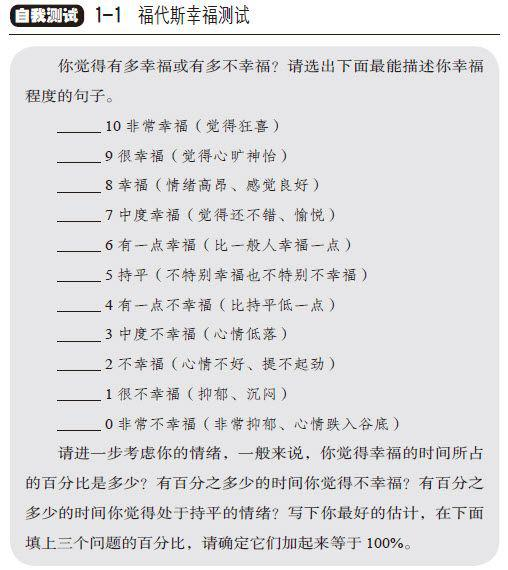 自我测试 1-1 福代斯幸福测试
你觉得有多幸福或有多不幸福？请选出下面最能描述你幸福
程度的句子。
_____ 10 非常幸福（觉得狂喜）
_____ 9 很幸福（觉得心旷神怡）
_____ 8 幸福（情绪高昂、感觉良好）
_____ 7 中度幸福（觉得还不错、愉悦）
_____ 6 有一点幸福（比一般人幸福一点）
_____ 5 持平（不特别幸福也不特别不幸福）
_____ 4 有一点不幸福（比持平低一点）
_____ 3 中度不幸福（心情低落）
_____ 2 不幸福（心情不好、提不起劲）
_____ 1 很不幸福（抑郁、沉闷）
_____ 0 非常不幸福（非常抑郁、心情跌入谷底）
请进一步考虑你的情绪，一般来说，你觉得幸福的时间所占
的百分比是多少？有百分之多少的时间你觉得不幸福？有百分之
多少的时间你觉得处于持平的情绪？写下你最好的估计，在下面
填上三个问题的百分比，请确定它们加起来等于 100%。